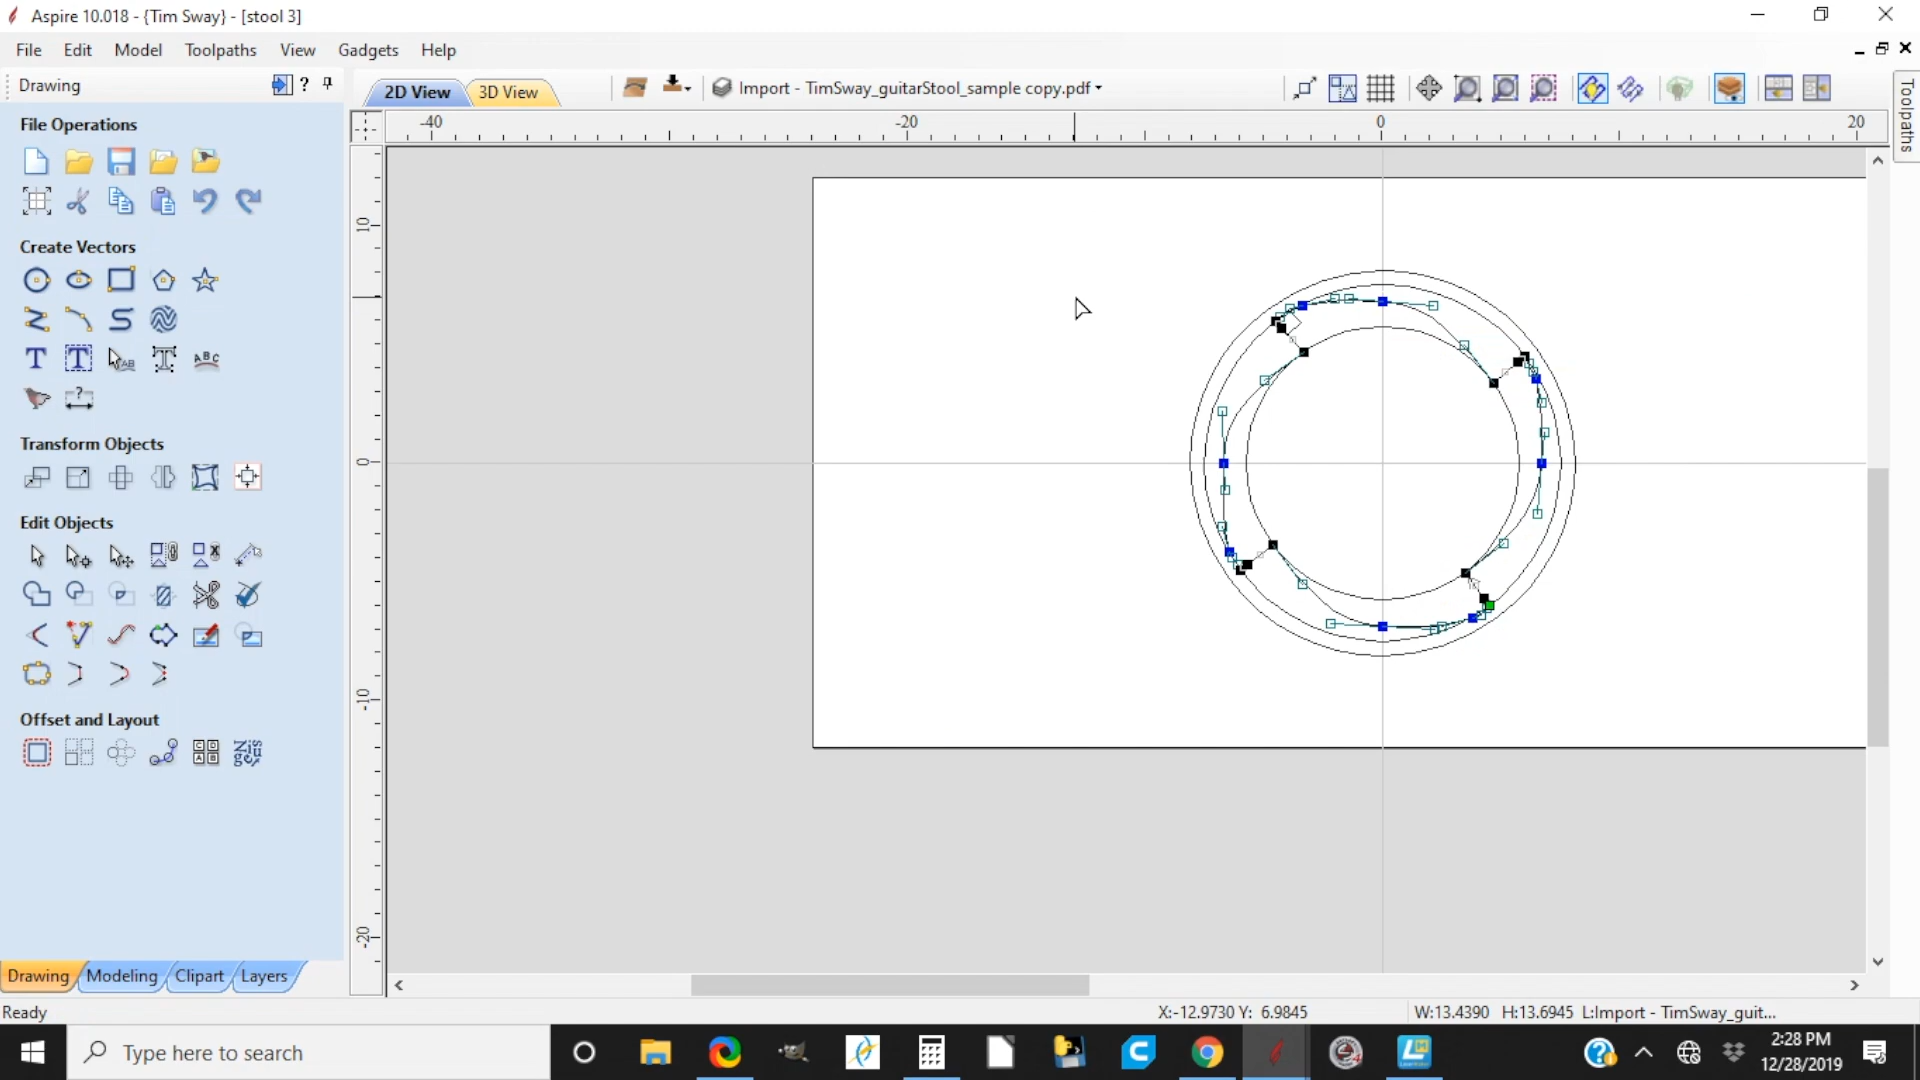 Aspire 10.018 - {Tim Sway} - [stool 3]
File Edit Model Toolpaths View Gadgets Help
Drawing ?
2D View 3D View Import - TimSway_guitarStool_sample copy.pdf
Toolpaths
-40 -20 0 20
10
0
-10
-20
File Operations
Create Vectors
T T AB T ABC
?
Transform Objects
Edit Objects
Offset and Layout
Drawing Modeling Clipart Layers
Ready X:-12.9730 Y: 6.9845 W:13.4390 H:13.6945 L:Import - TimSway_guit...
Type here to search
2:28 PM
12/28/2019